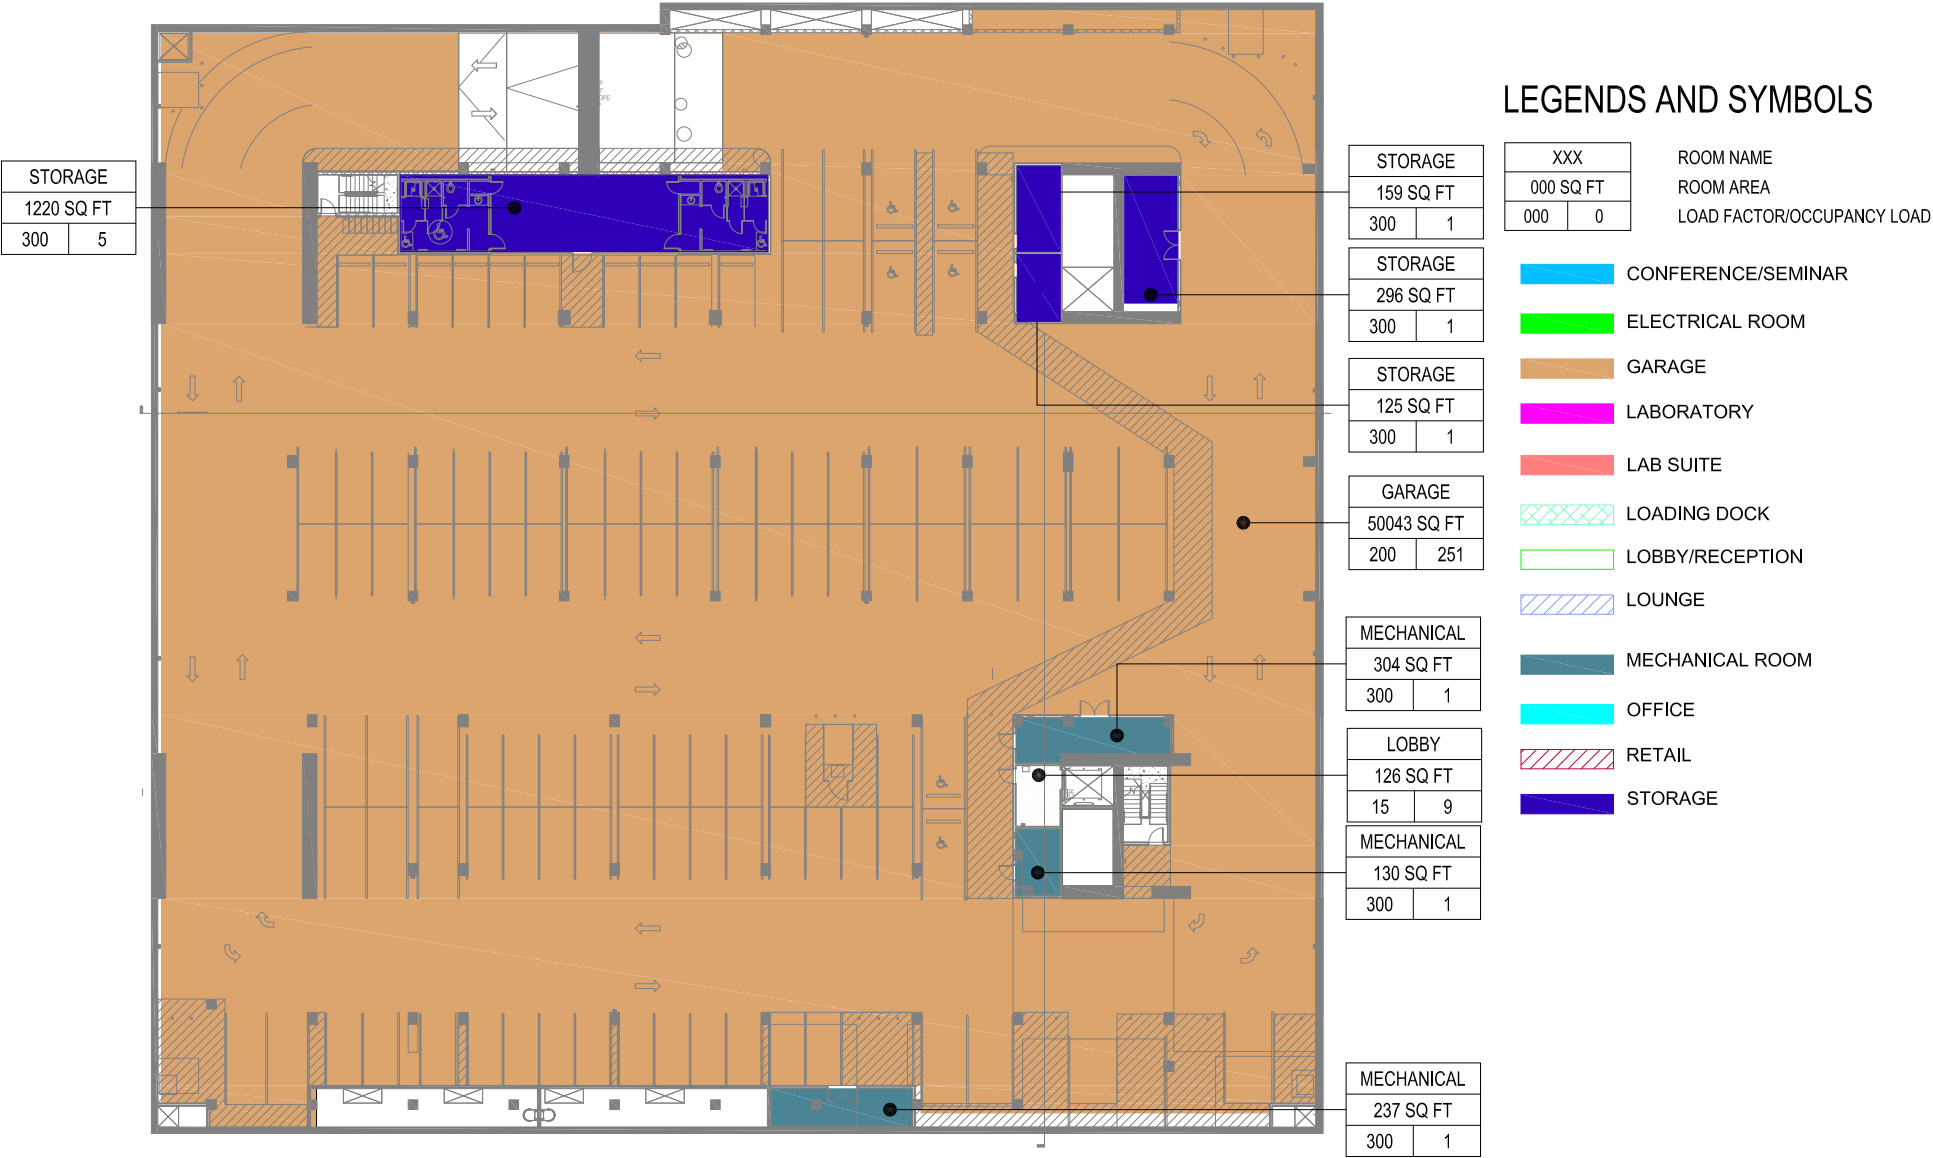 LEGENDS AND SYMBOLS
XXX
000 SQ FT
000 0
ROOM NAME
ROOM AREA
LOAD FACTOR/OCCUPANCY LOAD
CONFERENCE/SEMINAR
ELECTRICAL ROOM
GARAGE
LABORATORY
LAB SUITE
LOADING DOCK
LOBBY/RECEPTION
LOUNGE
MECHANICAL ROOM
OFFICE
RETAIL
STORAGE
STORAGE
1220 SQ FT
300 5
STORAGE
159 SQ FT
300 1
STORAGE
296 SQ FT
300 1
STORAGE
125 SQ FT
300 1
GARAGE
50043 SQ FT
200 251
MECHANICAL
304 SQ FT
300 1
LOBBY
126 SQ FT
15 9
MECHANICAL
130 SQ FT
300 1
MECHANICAL
237 SQ FT
300 1